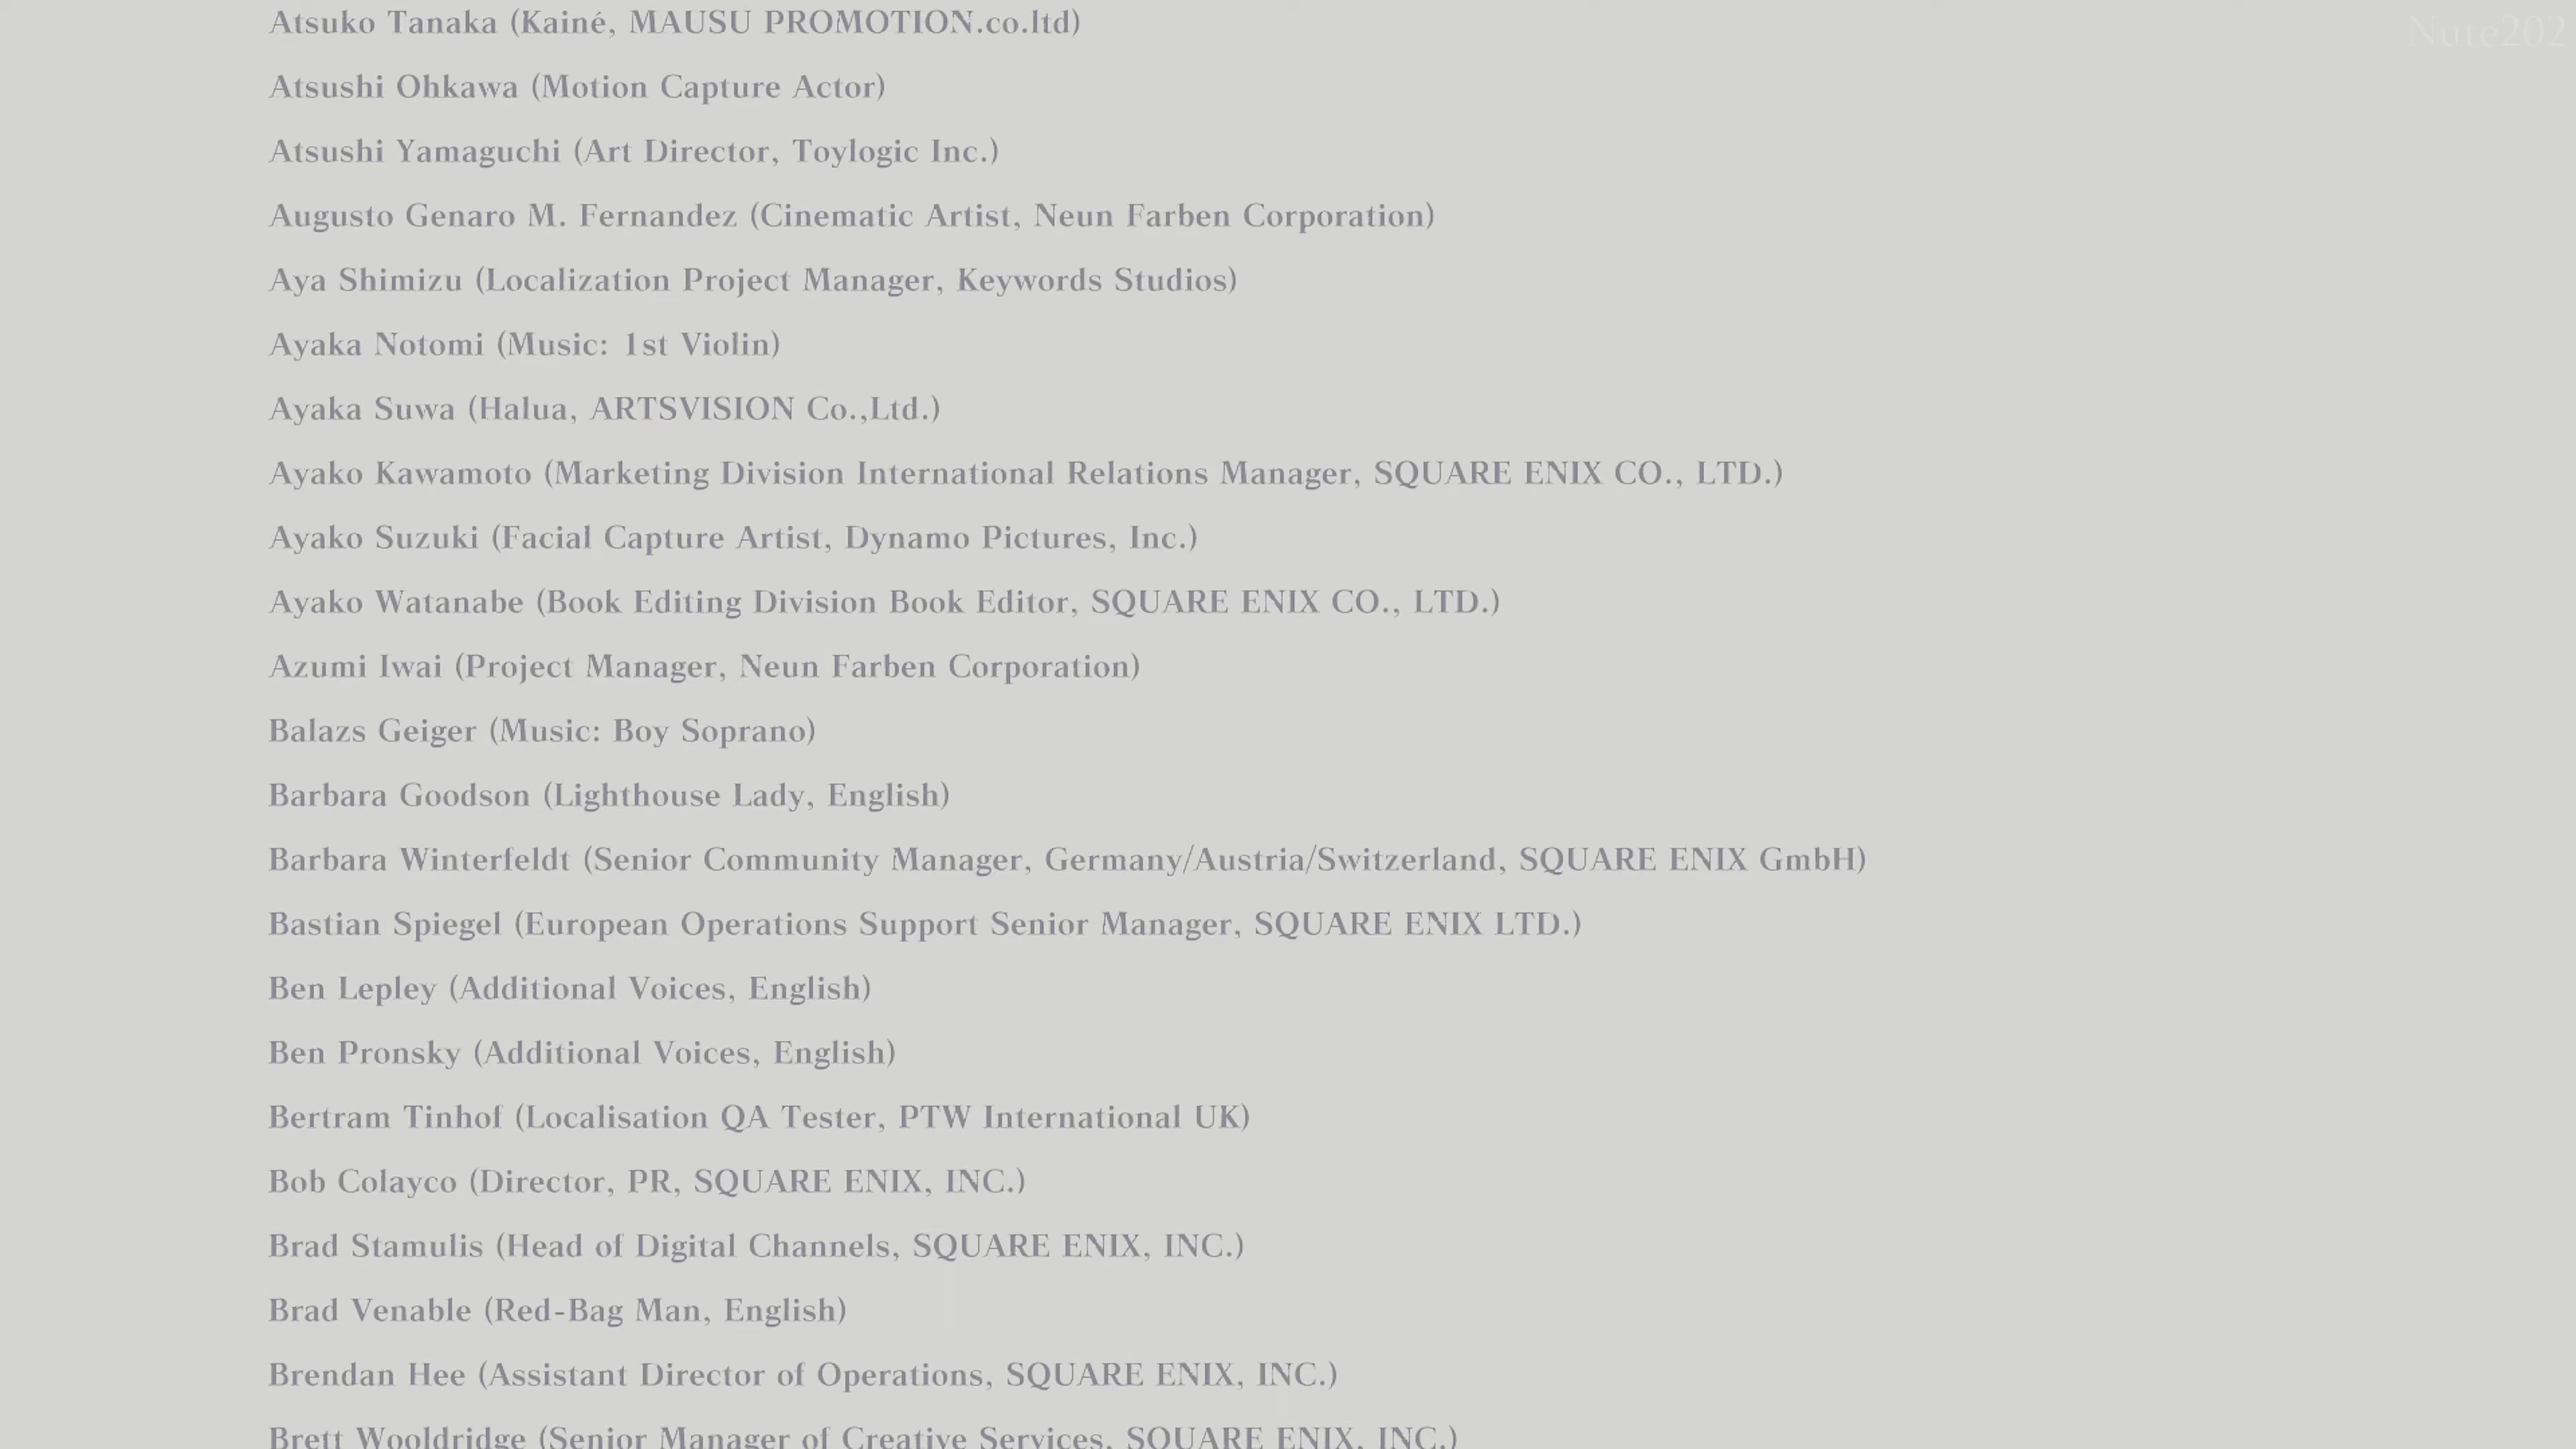 Nute202
Atsuko Tanaka (Kainé, MAUSU PROMOTION.co.ltd)
Atsushi Ohkawa (Motion Capture Actor)
Atsushi Yamaguchi (Art Director, Toylogic Inc.)
Augusto Genaro M. Fernandez (Cinematic Artist, Neun Farben Corporation)
Aya Shimizu (Localization Project Manager, Keywords Studios)
Ayaka Notomi (Music: 1st Violin)
Ayaka Suwa (Halua, ARTSVISION Co.,Ltd.)
Ayako Kawamoto (Marketing Division International Relations Manager, SQUARE ENIX CO., LTD.)
Ayako Suzuki (Facial Capture Artist, Dynamo Pictures, Inc.)
Ayako Watanabe (Book Editing Division Book Editor, SQUARE ENIX CO., LTD.)
Azumi Iwai (Project Manager, Neun Farben Corporation)
Balazs Geiger (Music: Boy Soprano)
Barbara Goodson (Lighthouse Lady, English)
Barbara Winterfeldt (Senior Community Manager, Germany/Austria/Switzerland, SQUARE ENIX GmbH)
Bastian Spiegel (European Operations Support Senior Manager, SQUARE ENIX LTD.)
Ben Lepley (Additional Voices, English)
Ben Pronsky (Additional Voices, English)
Bertram Tinhof (Localisation QA Tester, PTW International UK)
Bob Colayco (Director, PR, SQUARE ENIX, INC.)
Brad Stamulis (Head of Digital Channels, SQUARE ENIX, INC.)
Brad Venable (Red-Bag Man, English)
Brendan Hee (Assistant Director of Operations, SQUARE ENIX, INC.)
Brett Wooldridge (Senior Manager of Creative Services, SQUARE ENIX, INC.)